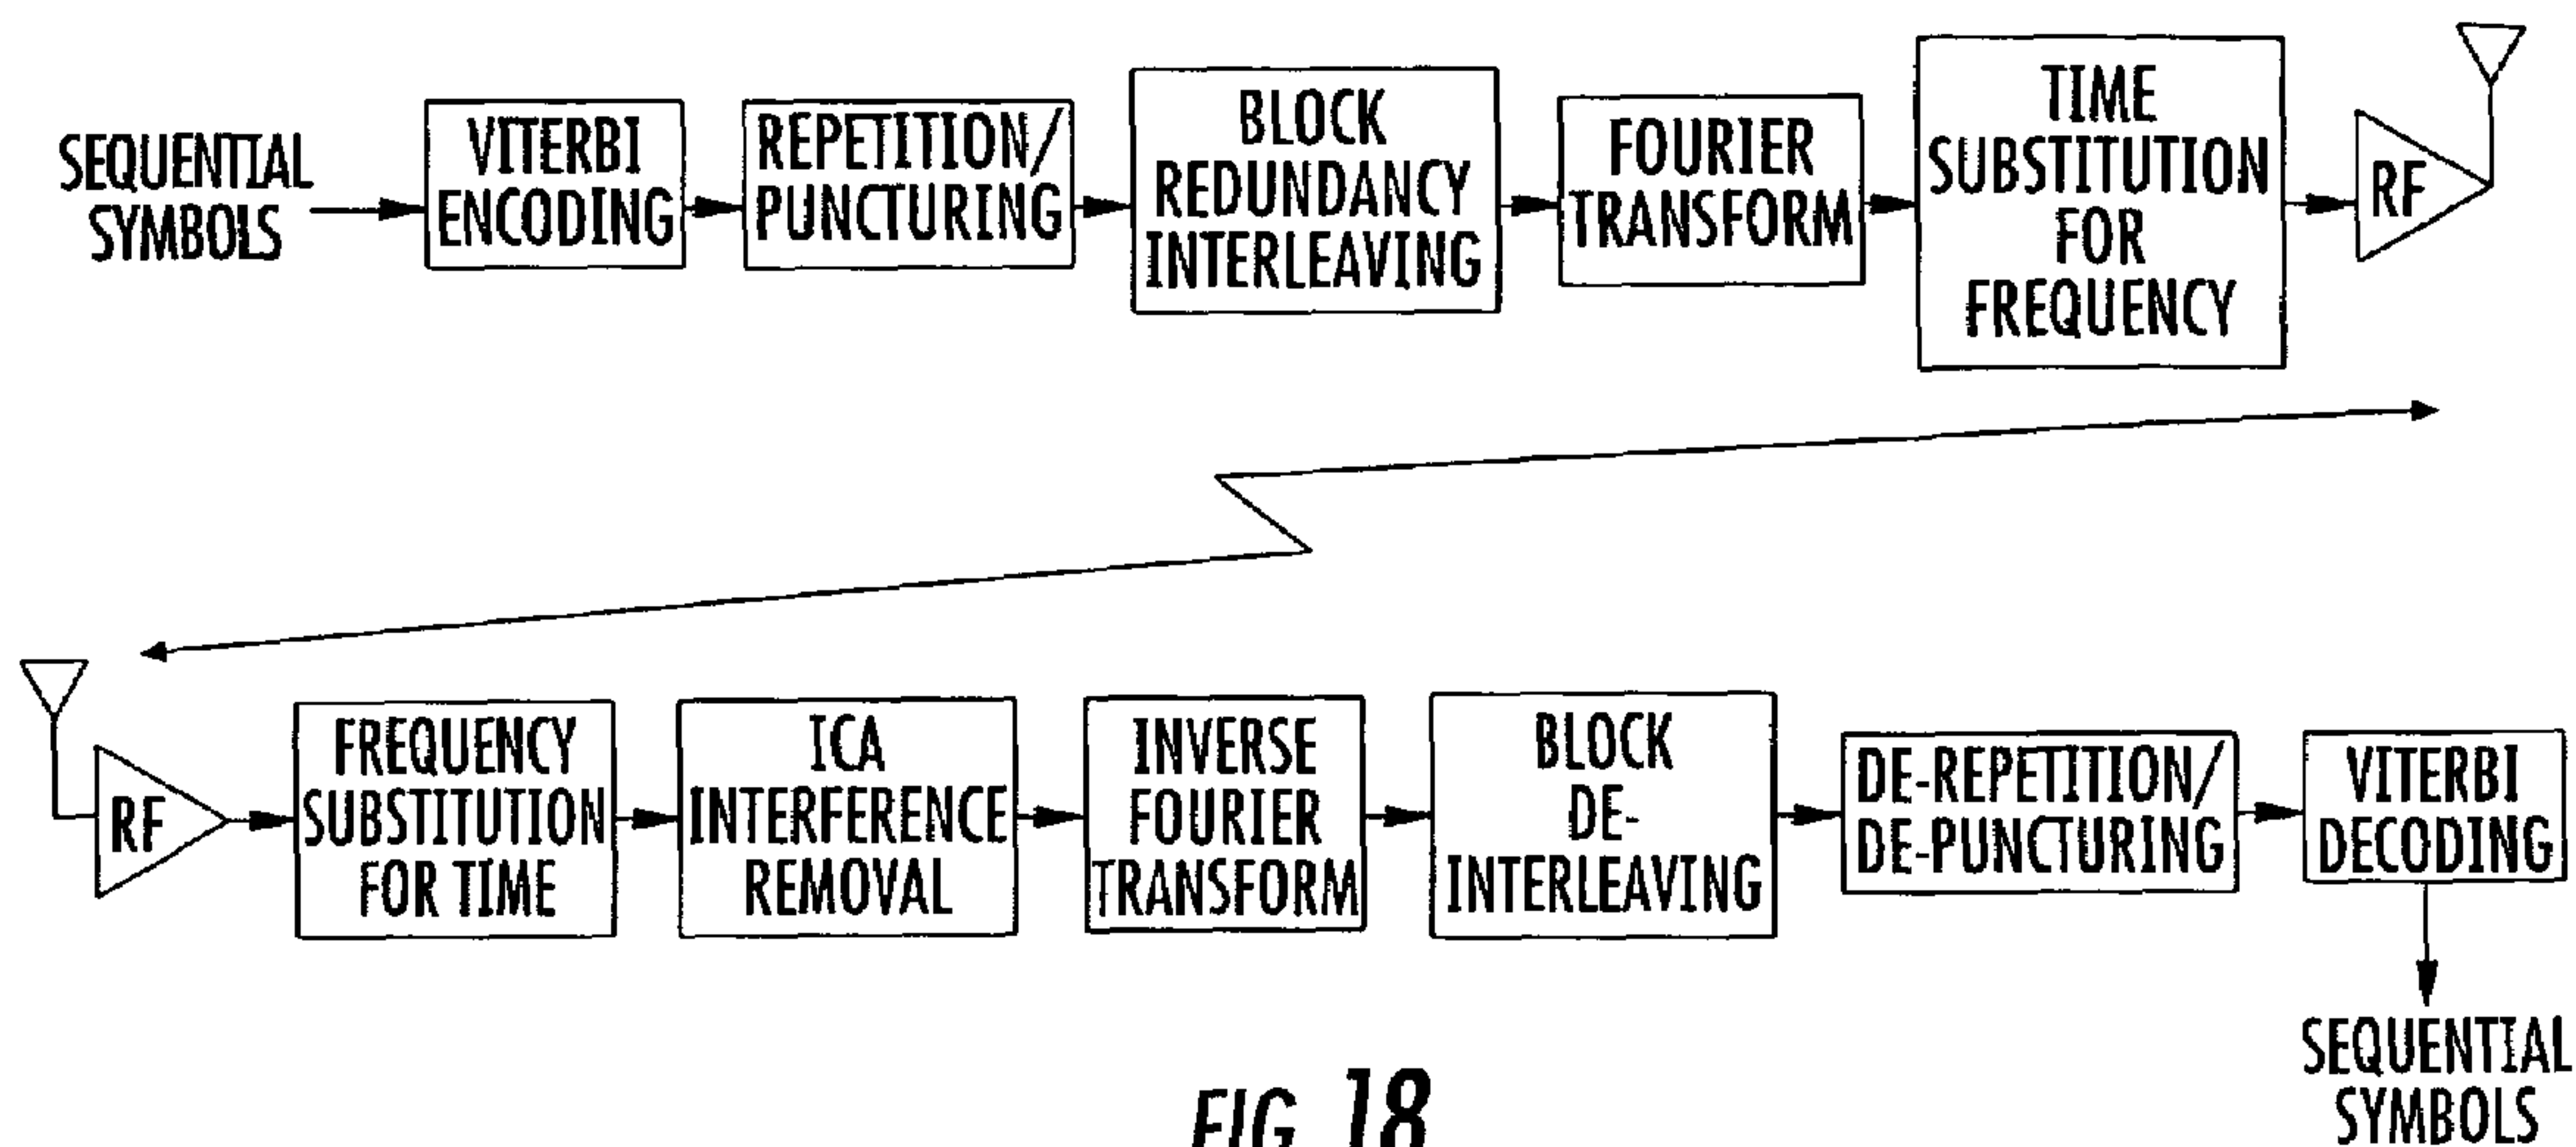 SEQUENTIAL
SYMBOLS
VITERBI
ENCODING
REPETITION/
PUNCTURING
BLOCK
REDUNDANCY
INTERLEAVING
FOURIER
TRANSFORM
TIME
SUBSTITUTION
FOR
FREQUENCY
RF
RF
FREQUENCY
SUBSTITUTION
FOR TIME
ICA
INTERFERENCE
REMOVAL
INVERSE
FOURIER
TRANSFORM
BLOCK
DE-
INTERLEAVING
DE-REPETITION/
DE-PUNCTURING
VITERBI
DECODING
SEQUENTIAL
SYMBOLS
FIG. 18